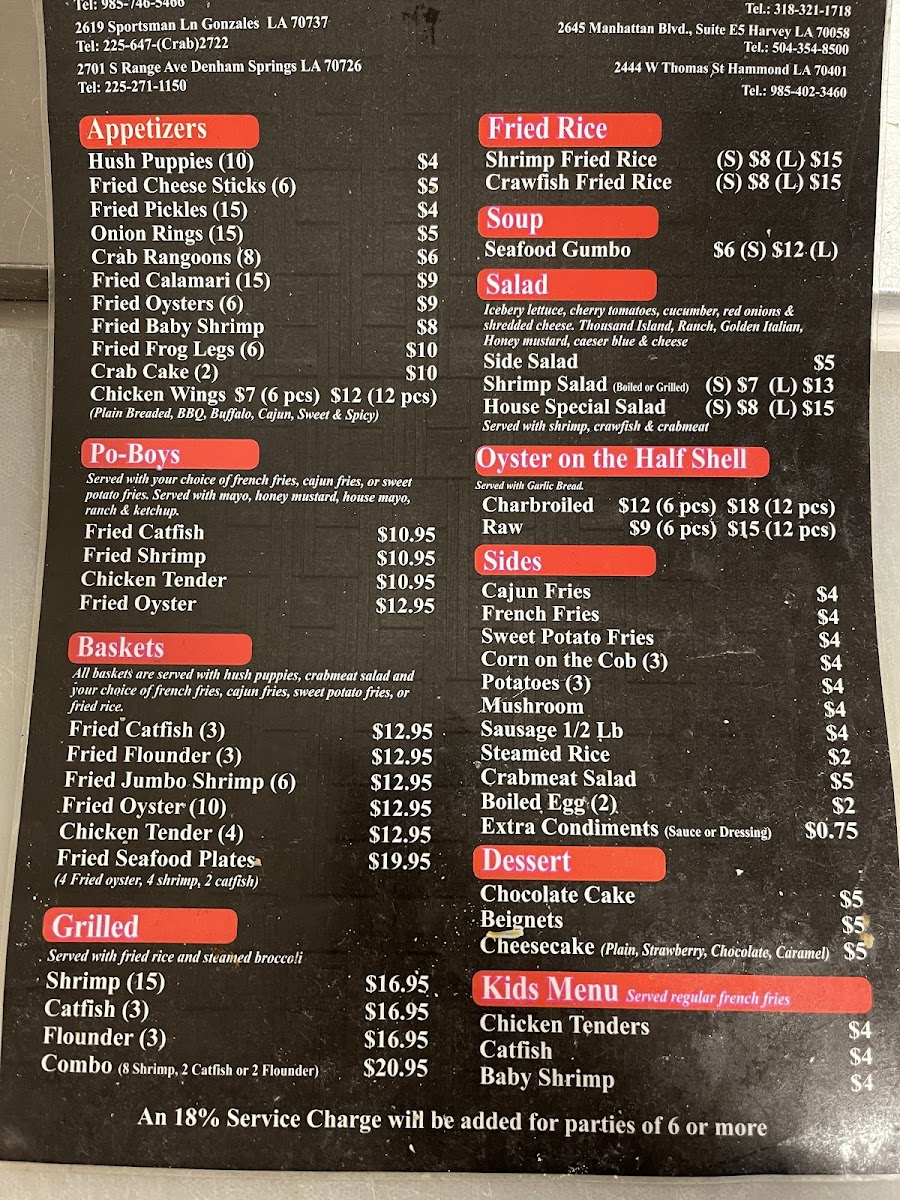 Tel: 985-746-5466
2619 Sportsman Ln Gonzales LA 70737
Tel: 225-647-(Crab)2722
2701 S Range Ave Denham Springs LA 70726
Tel: 225-271-1150
Tel.: 318-321-1718
2645 Manhattan Blvd., Suite E5 Harvey LA 70058
Tel.: 504-354-8500
2444 W Thomas St Hammond LA 70401
Tel.: 985-402-3460
Appetizers
Hush Puppies (10) $4
Fried Cheese Sticks (6) $5
Fried Pickles (15) $4
Onion Rings (15) $5
Crab Rangoons (8) $6
Fried Calamari (15) $9
Fried Oysters (6) $9
Fried Baby Shrimp $8
Fried Frog Legs (6) $10
Crab Cake (2) $10
Chicken Wings $7 (6 pcs) $12 (12 pcs)
(Plain Breaded, BBQ, Buffalo, Cajun, Sweet & Spicy)
Po-Boys
Served with your choice of french fries, cajun fries, or sweet
potato fries. Served with mayo, honey mustard, house mayo,
ranch & ketchup.
Fried Catfish $10.95
Fried Shrimp $10.95
Chicken Tender $10.95
Fried Oyster $12.95
Baskets
All baskets are served with hush puppies, crabmeat salad and
your choice of french fries, cajun fries, sweet potato fries, or
fried rice.
Fried Catfish (3) $12.95
Fried Flounder (3) $12.95
Fried Jumbo Shrimp (6) $12.95
Fried Oyster (10) $12.95
Chicken Tender (4) $12.95
Fried Seafood Plates $19.95
(4 Fried oyster, 4 shrimp, 2 catfish)
Grilled
Served with fried rice and steamed broccoli
Shrimp (15) $16.95
Catfish (3) $16.95
Flounder (3) $16.95
Combo (8 Shrimp, 2 Catfish or 2 Flounder) $20.95
Fried Rice
Shrimp Fried Rice (S) $8 (L) $15
Crawfish Fried Rice (S) $8 (L) $15
Soup
Seafood Gumbo $6 (S) $12 (L)
Salad
Icebery lettuce, cherry tomatoes, cucumber, red onions &
shredded cheese. Thousand Island, Ranch, Golden Italian,
Honey mustard, caeser blue & cheese
Side Salad $5
Shrimp Salad (Boiled or Grilled) (S) $7 (L) $13
House Special Salad (S) $8 (L) $15
Served with shrimp, crawfish & crabmeat
Oyster on the Half Shell
Served with Garlic Bread.
Charbroiled $12 (6 pcs) $18 (12 pcs)
Raw $9 (6 pcs) $15 (12 pcs)
Sides
Cajun Fries $4
French Fries $4
Sweet Potato Fries $4
Corn on the Cob (3) $4
Potatoes (3) $4
Mushroom $4
Sausage 1/2 Lb $4
Steamed Rice $2
Crabmeat Salad $5
Boiled Egg (2) $2
Extra Condiments (Sauce or Dressing) $0.75
Dessert
Chocolate Cake $5
Beignets $5
Cheesecake (Plain, Strawberry, Chocolate, Caramel) $5
Kids Menu Served regular french fries
Chicken Tenders $4
Catfish $4
Baby Shrimp $4
An 18% Service Charge will be added for parties of 6 or more